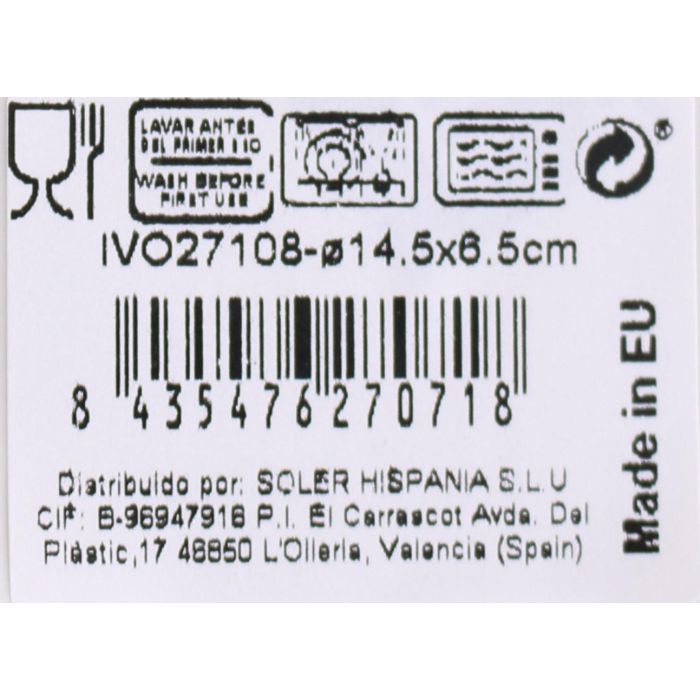 LAVAR ANTES
DEL PRIMER USO
WASH BEFORE
FIRST USE
®
IVO27108-ø14.5x6.5cm
8 435476 270718
Distribuido por: SOLER HISPANIA S.L.U
CIF: B-96947918 P.I. El Carrascot Avda. Del
Plàstic,17 46850 L'Olleria, Valencia (Spain)
Made in EU